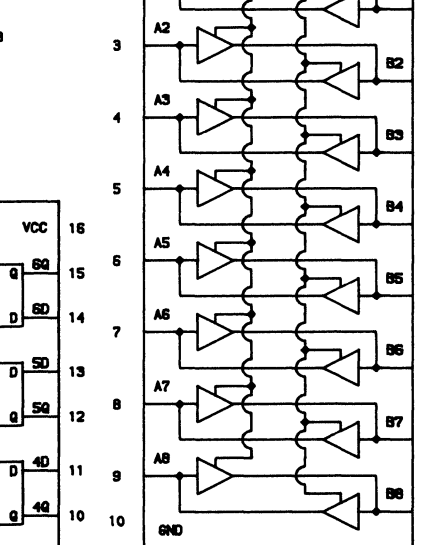 A2
3
B2
A3
4
B3
A4
5
B4
VCC 16
A5
6
Q 6Q 15
B5
D 6D 14
A6
7
B6
D 5D 13
A7
8
Q 5Q 12
B7
A8
D 4D 11
9
B8
Q 4Q 10
10
GND